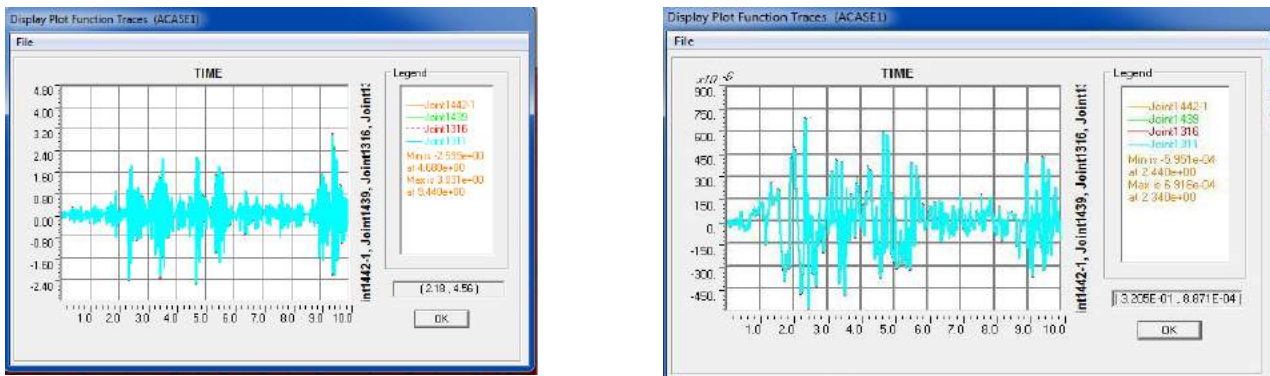 Display Plot Function Traces (ACASE1)
File
TIME
4.80
4.00
3.20
2.40
1.60
0.80
0.00
-0.80
-1.60
-2.40
1.0 2.0 3.0 4.0 5.0 6.0 7.0 8.0 9.0 10.0
Joint1439, Joint1316,
Legend
Joint1442-1
Joint1439
Joint1316
Joint1311
Min is -2.595e+00
at 4.680e+00
Max is 3.031e+00
at 9.440e+00
(2.18 , 4.56 )
OK
Display Plot Function Traces (ACASE1)
File
TIME
x10 -6
900.
750.
600.
450.
300.
150.
0.
-150.
-300.
-450.
1.0 2.0 3.0 4.0 5.0 6.0 7.0 8.0 9.0 10.0
Joint1439, Joint1316,
Legend
Joint1442-1
Joint1439
Joint1316
Joint1311
Min is -5.951e-04
at 2.440e+00
Max is 6.916e-04
at 2.340e+00
( 3.205E-01 , 8.871E-04 )
OK